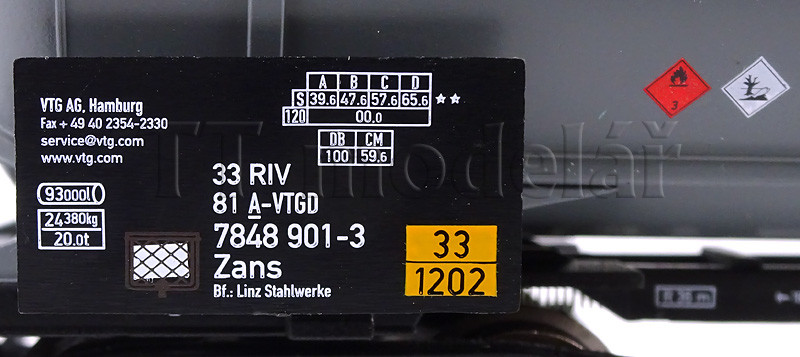 VTG AG, Hamburg
Fax + 49 40 2354-2330
service@vtg.com
www.vtg.com
A B C D
S 39.6 47.6 57.6 65.6 ★★
120 00.0
DB CM
100 59.6
93000l
24380kg
20.0t
33 RIV
81 A-VTGD
7848 901-3
Zans
Bf.: Linz Stahlwerke
33
1202
3
TT modelář